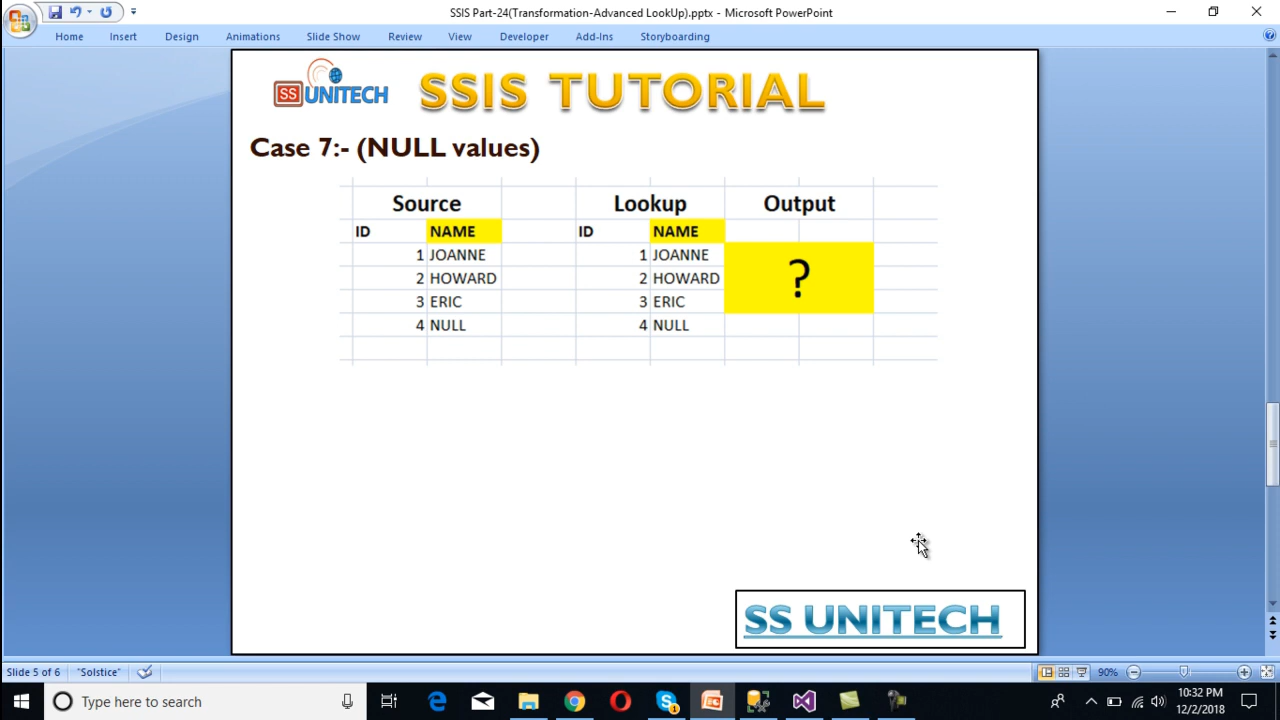 SSIS Part-24(Transformation-Advanced LookUp).pptx - Microsoft PowerPoint
Home Insert Design Animations Slide Show Review View Developer Add-Ins Storyboarding
SS UNITECH
SSIS TUTORIAL
Case 7:- (NULL values)
Source Lookup Output
ID NAME ID NAME
1 JOANNE 1 JOANNE
2 HOWARD 2 HOWARD ?
3 ERIC 3 ERIC
4 NULL 4 NULL
SS UNITECH
Slide 5 of 6 "Solstice" 90%
Type here to search
10:32 PM
12/2/2018